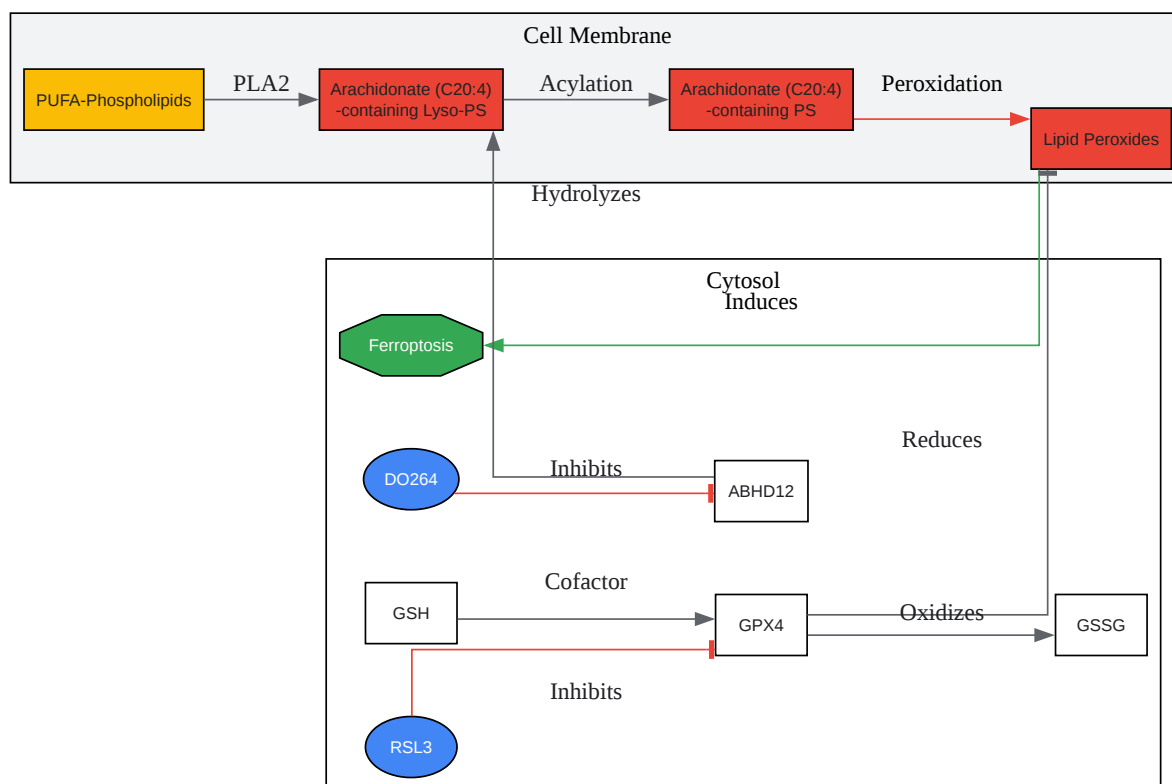 Cell Membrane
PUFA-Phospholipids
PLA2
Arachidonate (C20:4)
-containing Lyso-PS
Acylation
Arachidonate (C20:4)
-containing PS
Peroxidation
Lipid Peroxides
Hydrolyzes
Cytosol
Induces
Ferroptosis
Reduces
DO264
Inhibits
ABHD12
GSH
Cofactor
GPX4
Oxidizes
GSSG
Inhibits
RSL3